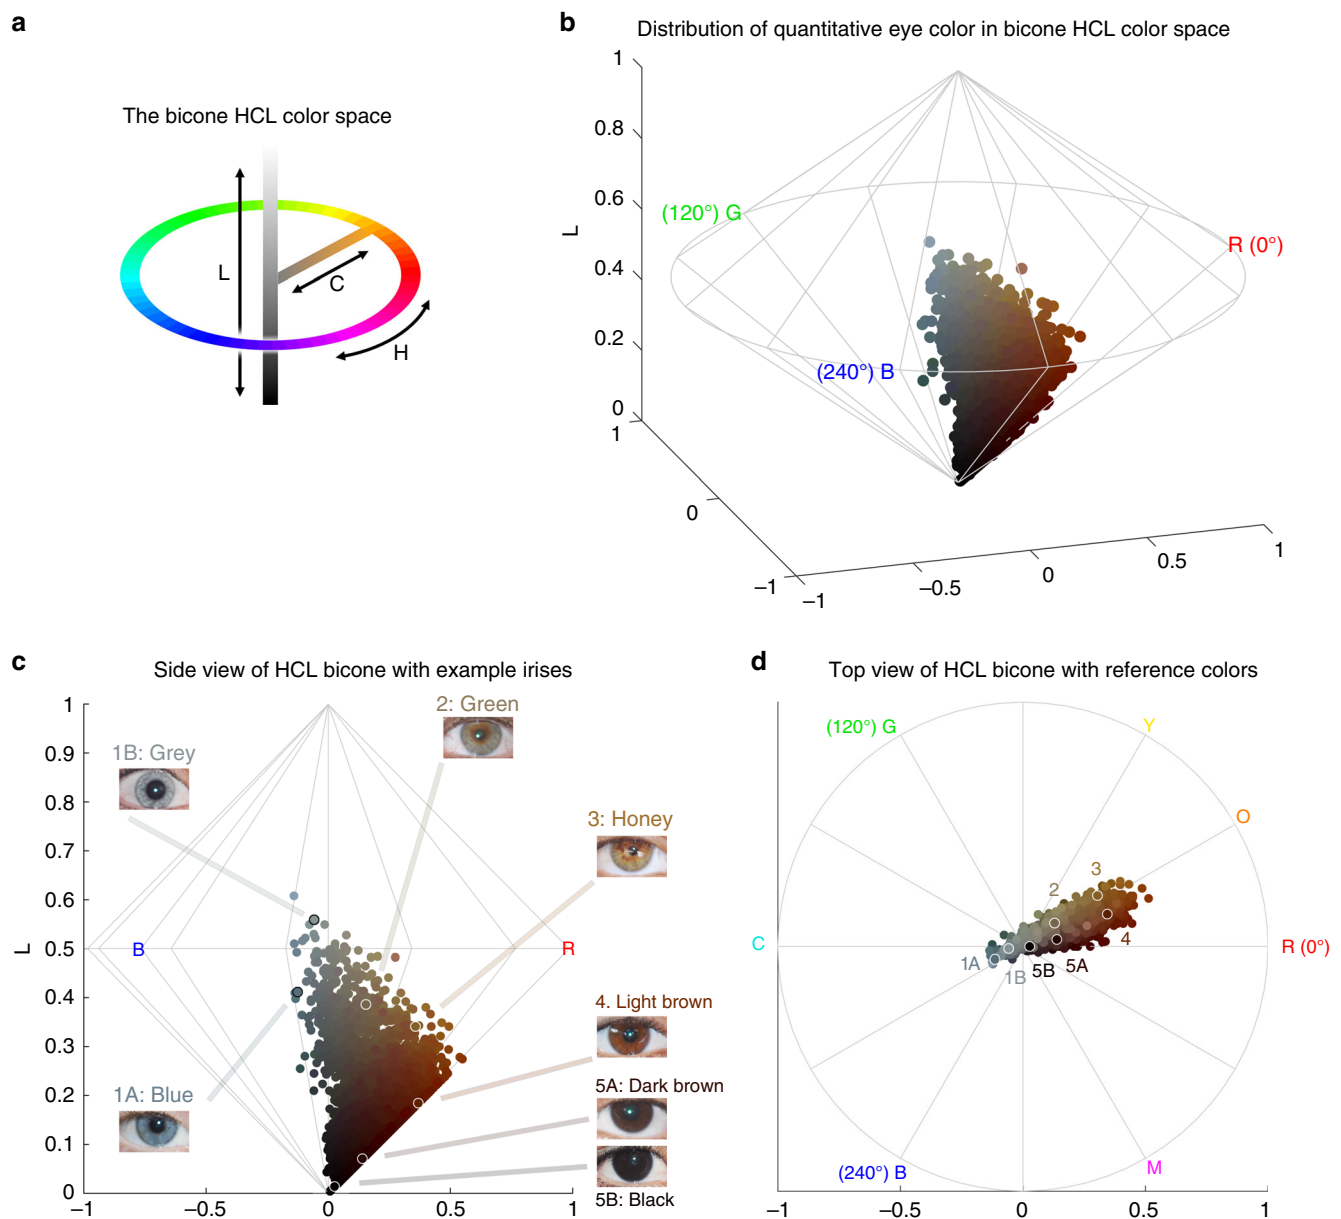 a
The bicone HCL color space
L
C
H
b
Distribution of quantitative eye color in bicone HCL color space
1
0.8
0.6
0.4
0.2
0
L
(120°) G
R (0°)
(240°) B
1
0
–1
–1
–0.5
0
0.5
1
c
Side view of HCL bicone with example irises
1
0.9
0.8
0.7
0.6
0.5
0.4
0.3
0.2
0.1
0
L
2: Green
1B: Grey
3: Honey
B
R
4. Light brown
5A: Dark brown
1A: Blue
5B: Black
–1
–0.5
0
0.5
1
d
Top view of HCL bicone with reference colors
(120°) G
Y
O
3
2
4
C
R (0°)
1A
1B
5B
5A
(240°) B
M
–1
–0.5
0
0.5
1